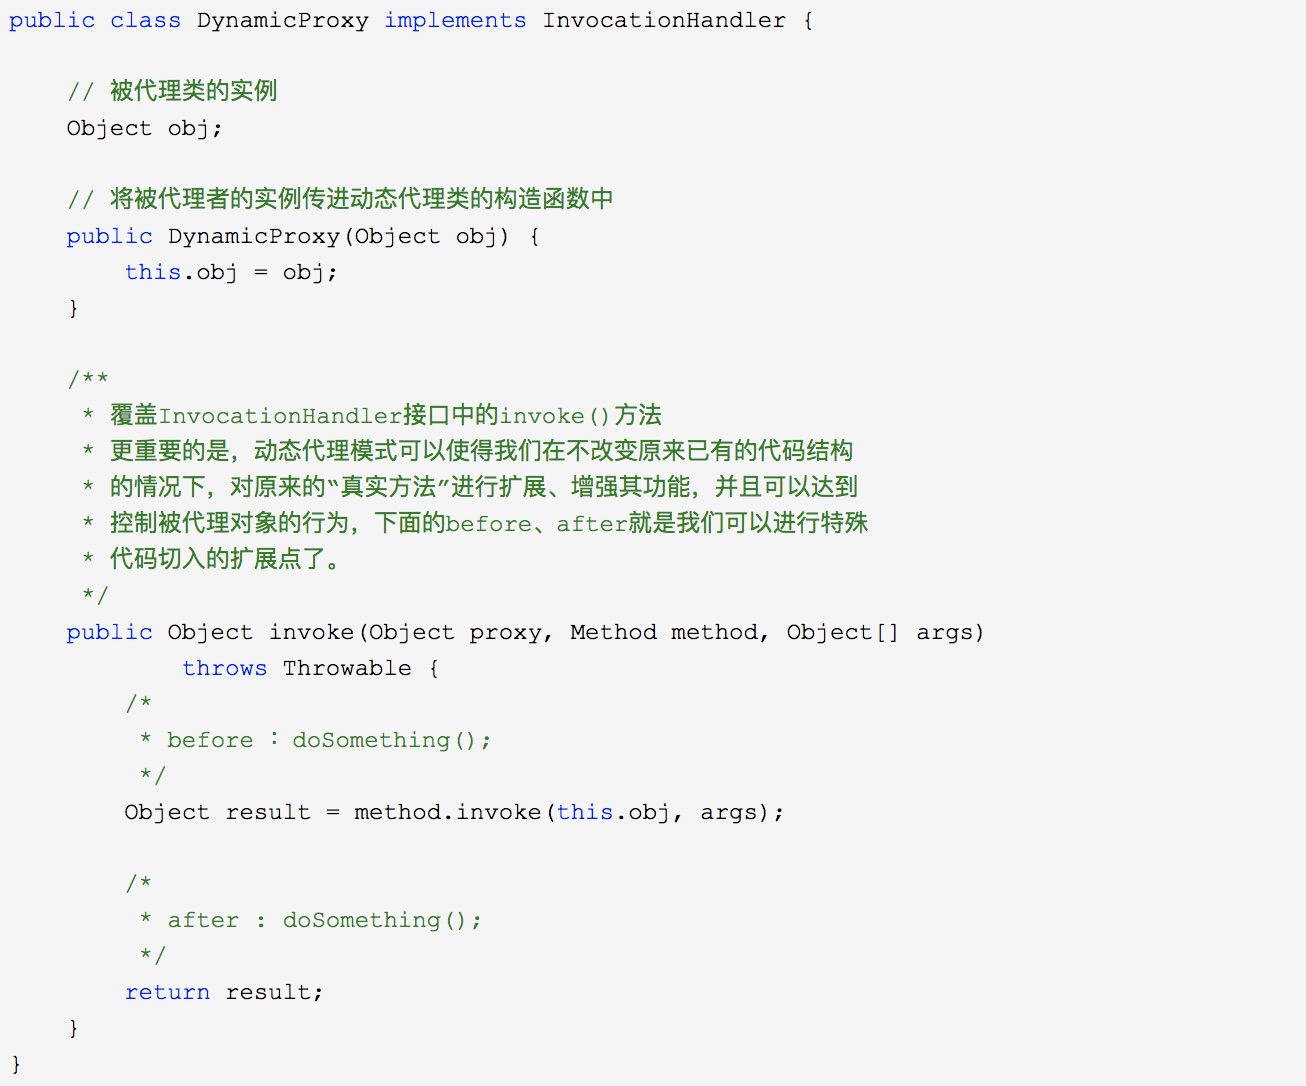 public class DynamicProxy implements InvocationHandler {
// 被代理类的实例
Object obj;
// 将被代理者的实例传进动态代理类的构造函数中
public DynamicProxy(Object obj) {
this.obj = obj;
}
/**
* 覆盖InvocationHandler接口中的invoke()方法
* 更重要的是，动态代理模式可以使得我们在不改变原来已有的代码结构
* 的情况下，对原来的“真实方法”进行扩展、增强其功能，并且可以达到
* 控制被代理对象的行为，下面的before、after就是我们可以进行特殊
* 代码切入的扩展点了。
*/
public Object invoke(Object proxy, Method method, Object[] args)
throws Throwable {
/*
* before ：doSomething();
*/
Object result = method.invoke(this.obj, args);
/*
* after : doSomething();
*/
return result;
}
}